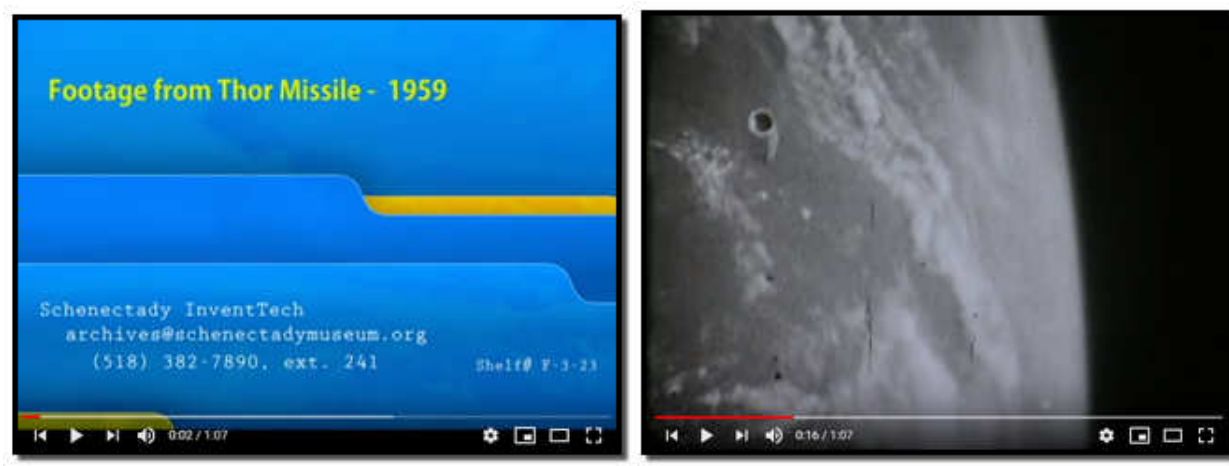 Footage from Thor Missile - 1959
Schenectady InventTech
archives@schenectadymuseum.org
(518) 382-7890, ext. 241
Shelf# F-3-23
0:02 / 1:07
0:16 / 1:07